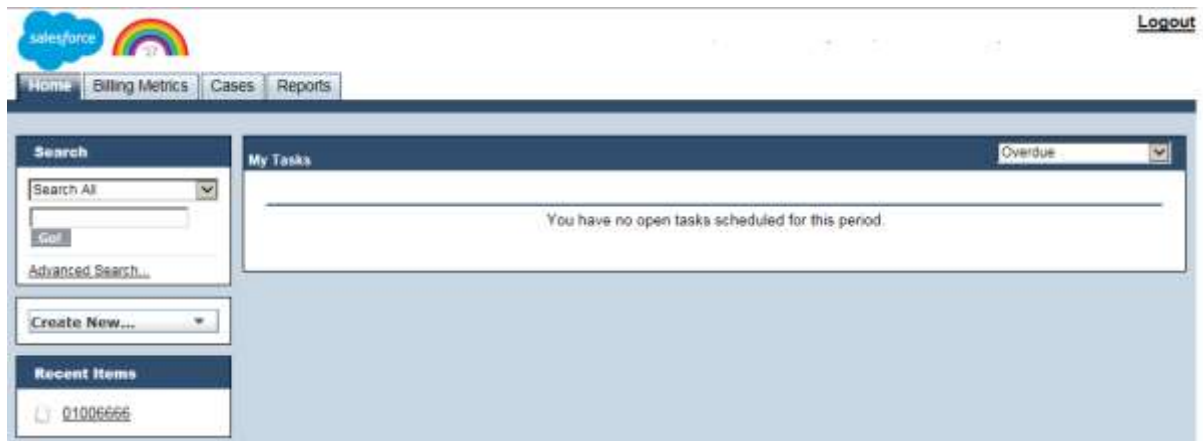 salesforce
'17
Logout
Home Billing Metrics Cases Reports
Search
Search All
Go!
Advanced Search...
Create New...
Recent Items
01006666
My Tasks
Overdue
You have no open tasks scheduled for this period.